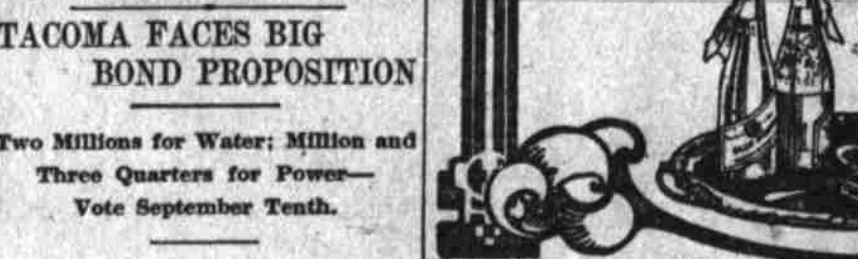 TACOMA FACES BIG
BOND PROPOSITION
Two Millions for Water; Million and
Three Quarters for Power—
Vote September Tenth.